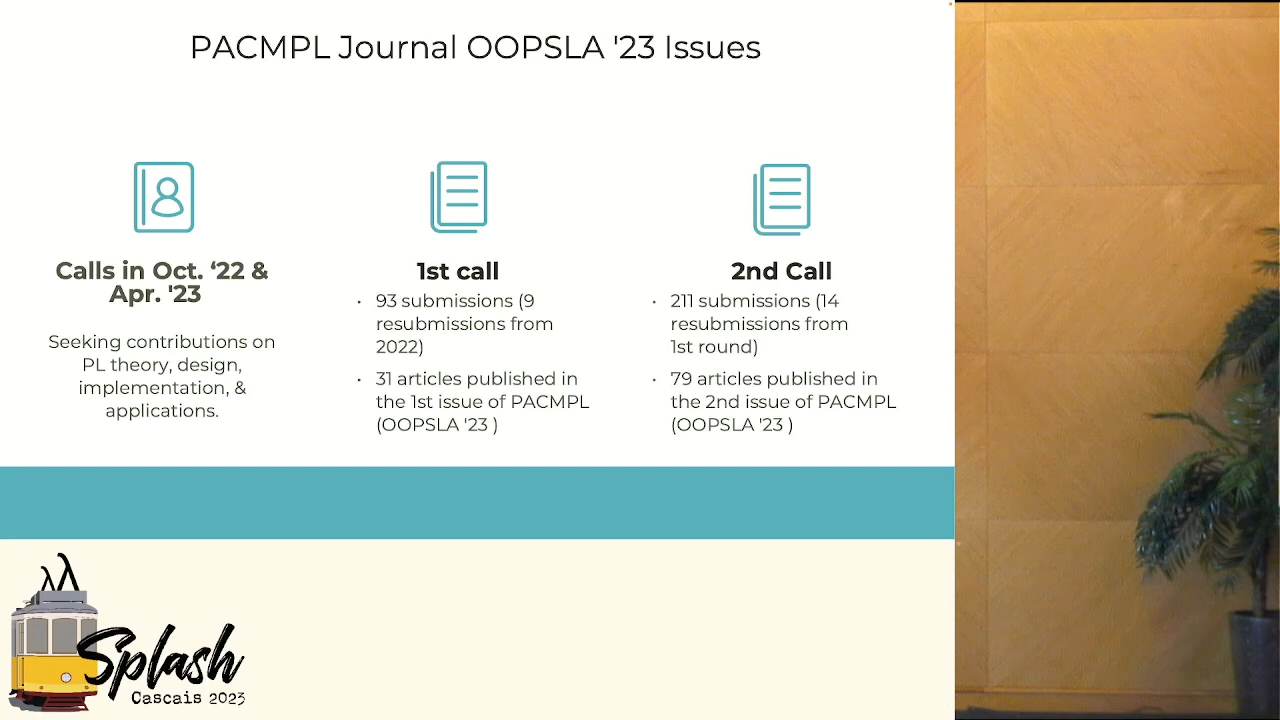 PACMPL Journal OOPSLA '23 Issues
Calls in Oct. ‘22 &
Apr. '23
Seeking contributions on
PL theory, design,
implementation, &
applications.
1st call
• 93 submissions (9
resubmissions from
2022)
• 31 articles published in
the 1st issue of PACMPL
(OOPSLA '23 )
2nd Call
• 211 submissions (14
resubmissions from
1st round)
• 79 articles published in
the 2nd issue of PACMPL
(OOPSLA '23 )
Splash
Cascais 2023